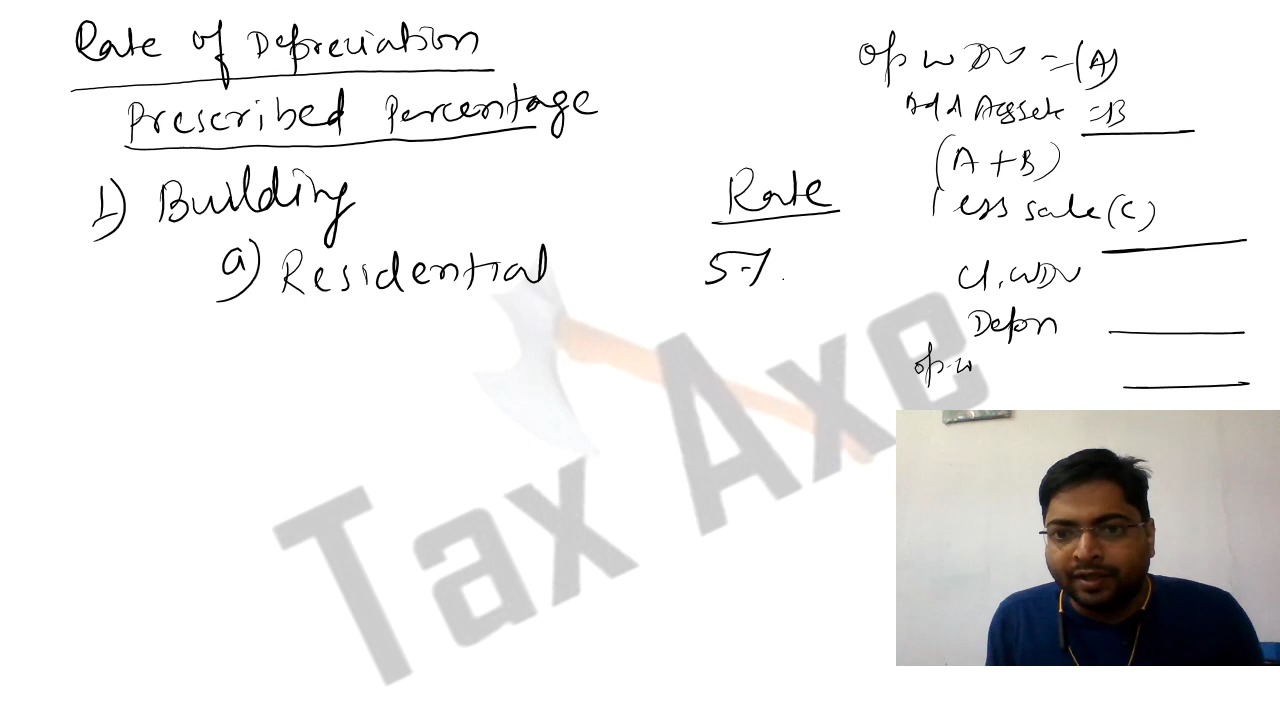 Rate of Depreciation
Prescribed Percentage
1) Building
a) Residential
Rate
5%.
Op WDV = (A)
Add Asset = B
(A + B)
less sale (C)
Cl. WDV
Depn
op. w
Tax Axe